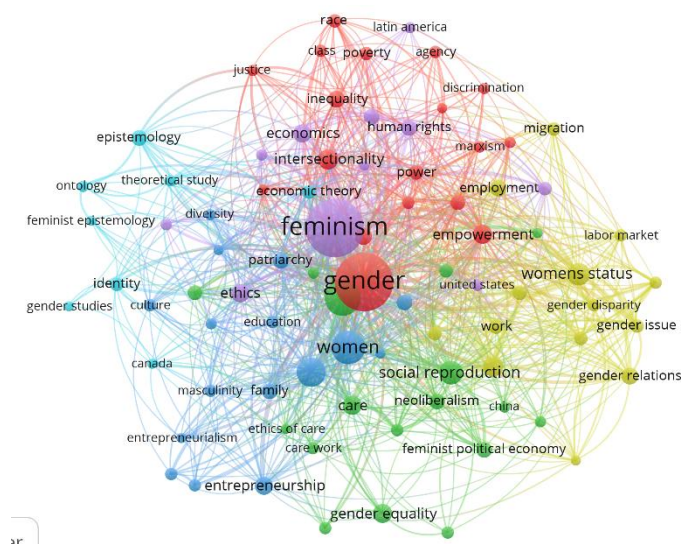 race
latin america
class
poverty
agency
justice
discrimination
inequality
economics
human rights
migration
epistemology
marxism
intersectionality
power
theoretical study
ontology
economic theory
employment
diversity
feminist epistemology
feminism
empowerment
labor market
patriarchy
womens status
identity
gender
united states
ethics
gender studies
culture
gender disparity
education
work
gender issue
women
canada
social reproduction
gender relations
masculinity
family
neoliberalism
care
china
ethics of care
entrepreneurialism
care work
feminist political economy
entrepreneurship
gender equality